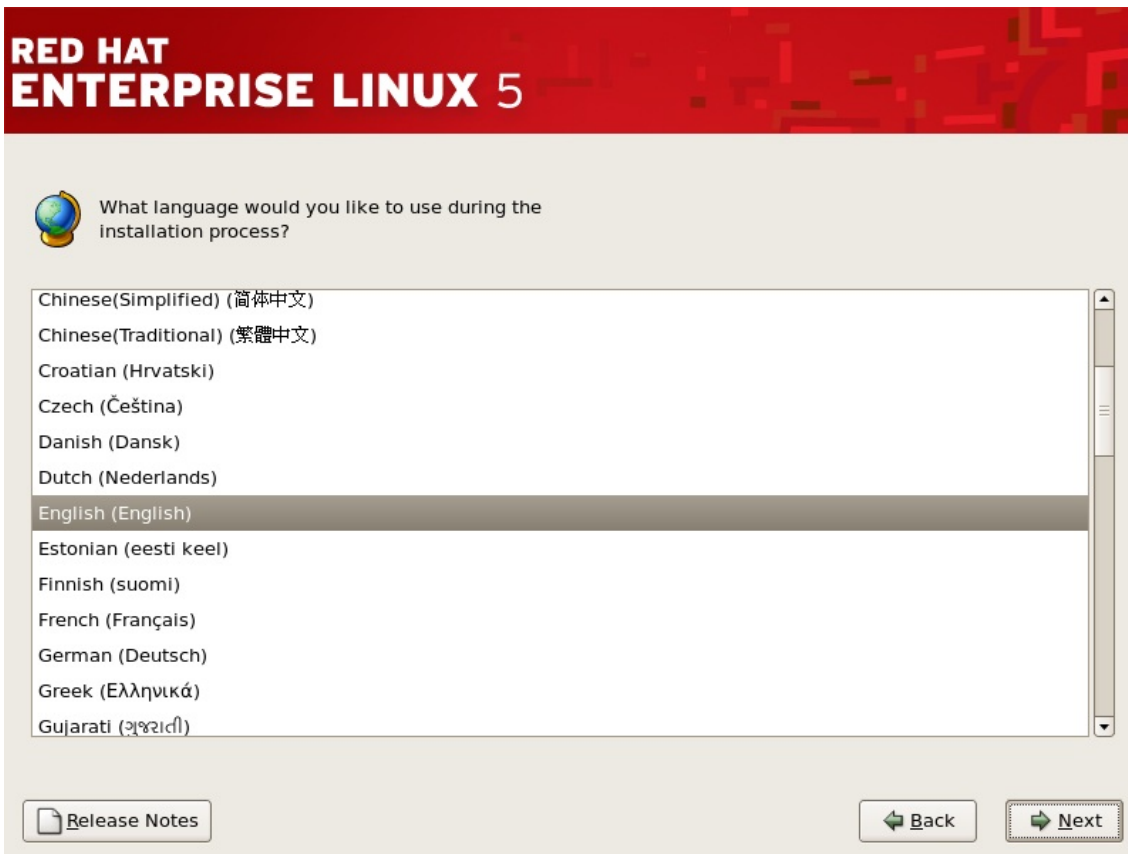 RED HAT
ENTERPRISE LINUX 5
What language would you like to use during the
installation process?
Chinese(Simplified) (简体中文)
Chinese(Traditional) (繁體中文)
Croatian (Hrvatski)
Czech (Čeština)
Danish (Dansk)
Dutch (Nederlands)
English (English)
Estonian (eesti keel)
Finnish (suomi)
French (Français)
German (Deutsch)
Greek (Ελληνικά)
Gujarati (ગુજરાતી)
Release Notes
Back
Next